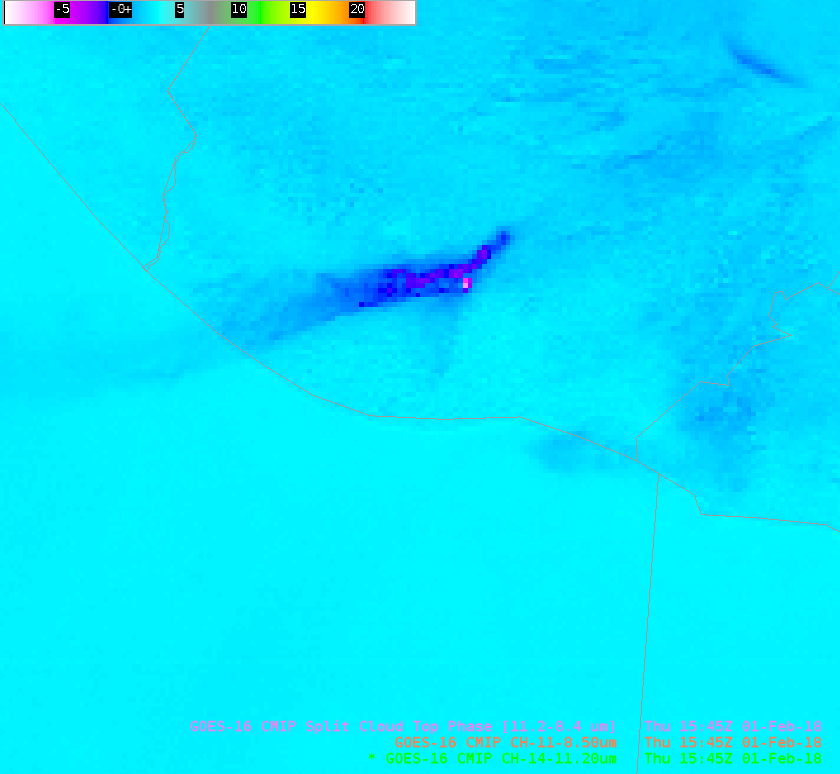 -5 -0+ 5 10 15 20
GOES-16 CMIP Split Cloud Top Phase [11.2-8.4 um] Thu 15:45Z 01-Feb-18
GOES-16 CMIP CH-11-8.50um Thu 15:45Z 01-Feb-18
* GOES-16 CMIP CH-14-11.20um Thu 15:45Z 01-Feb-18